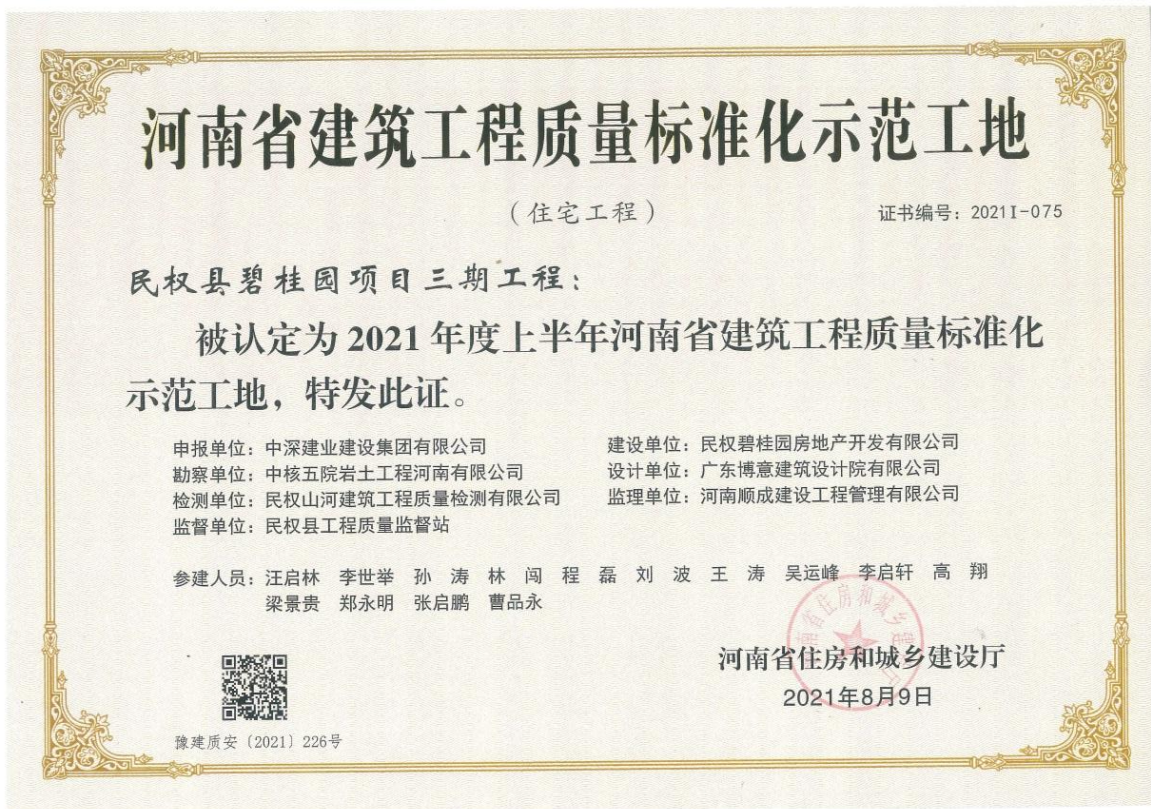 河南省建筑工程质量标准化示范工地
（住宅工程）
证书编号：2021I-075
民权县碧桂园项目三期工程：
被认定为2021年度上半年河南省建筑工程质量标准化
示范工地，特发此证。
申报单位：中深建业建设集团有限公司 建设单位：民权碧桂园房地产开发有限公司
勘察单位：中核五院岩土工程河南有限公司 设计单位：广东博意建筑设计院有限公司
检测单位：民权山河建筑工程质量检测有限公司 监理单位：河南顺成建设工程管理有限公司
监督单位：民权县工程质量监督站
参建人员：汪启林 李世举 孙涛 林闯 程磊 刘波 王涛 吴运峰 李启轩 高翔
梁景贵 郑永明 张启鹏 曹品永
河南省住房和城乡建设厅
2021年8月9日
豫建质安〔2021〕226号